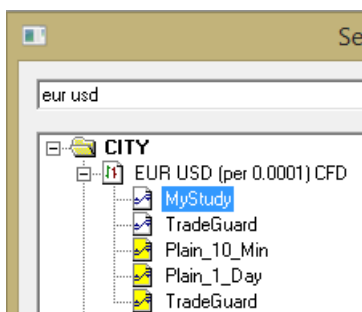 Se
eur usd
CITY
EUR USD (per 0.0001) CFD
MyStudy
TradeGuard
Plain_10_Min
Plain_1_Day
TradeGuard